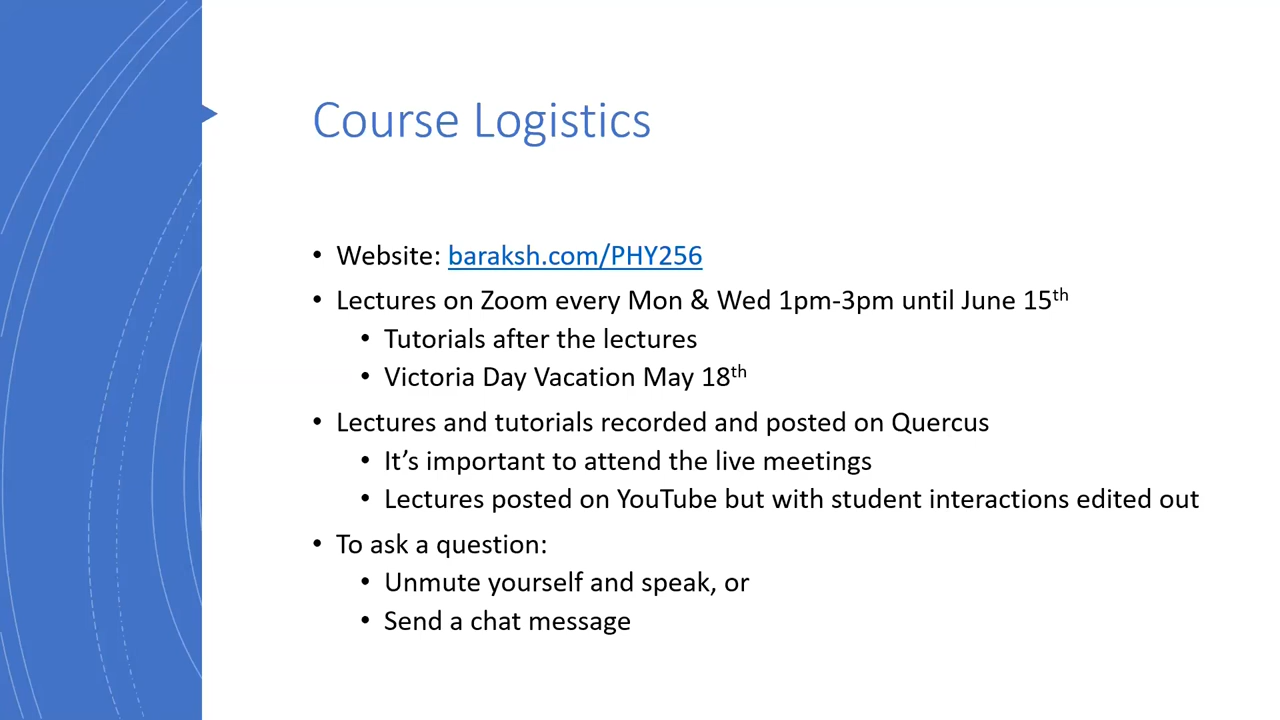 Course Logistics
• Website: baraksh.com/PHY256
• Lectures on Zoom every Mon & Wed 1pm-3pm until June 15th
• Tutorials after the lectures
• Victoria Day Vacation May 18th
• Lectures and tutorials recorded and posted on Quercus
• It’s important to attend the live meetings
• Lectures posted on YouTube but with student interactions edited out
• To ask a question:
• Unmute yourself and speak, or
• Send a chat message